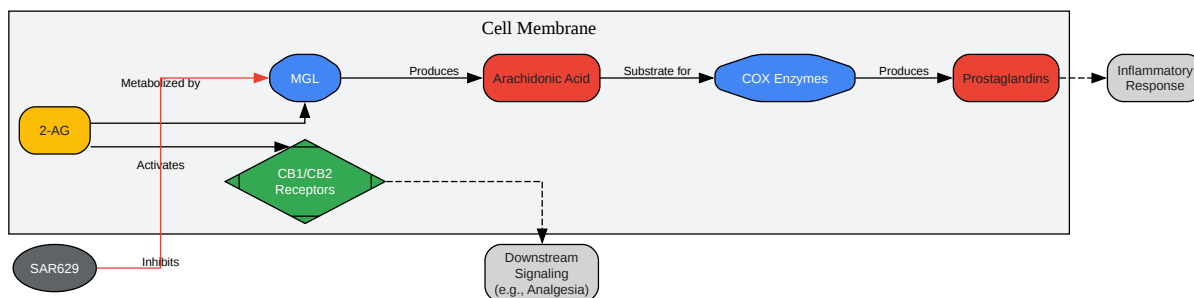 Cell Membrane
Metabolized by
MGL
Produces
Arachidonic Acid
Substrate for
COX Enzymes
Produces
Prostaglandins
Inflammatory
Response
2-AG
Activates
CB1/CB2
Receptors
SAR629
Inhibits
Downstream
Signaling
(e.g., Analgesia)